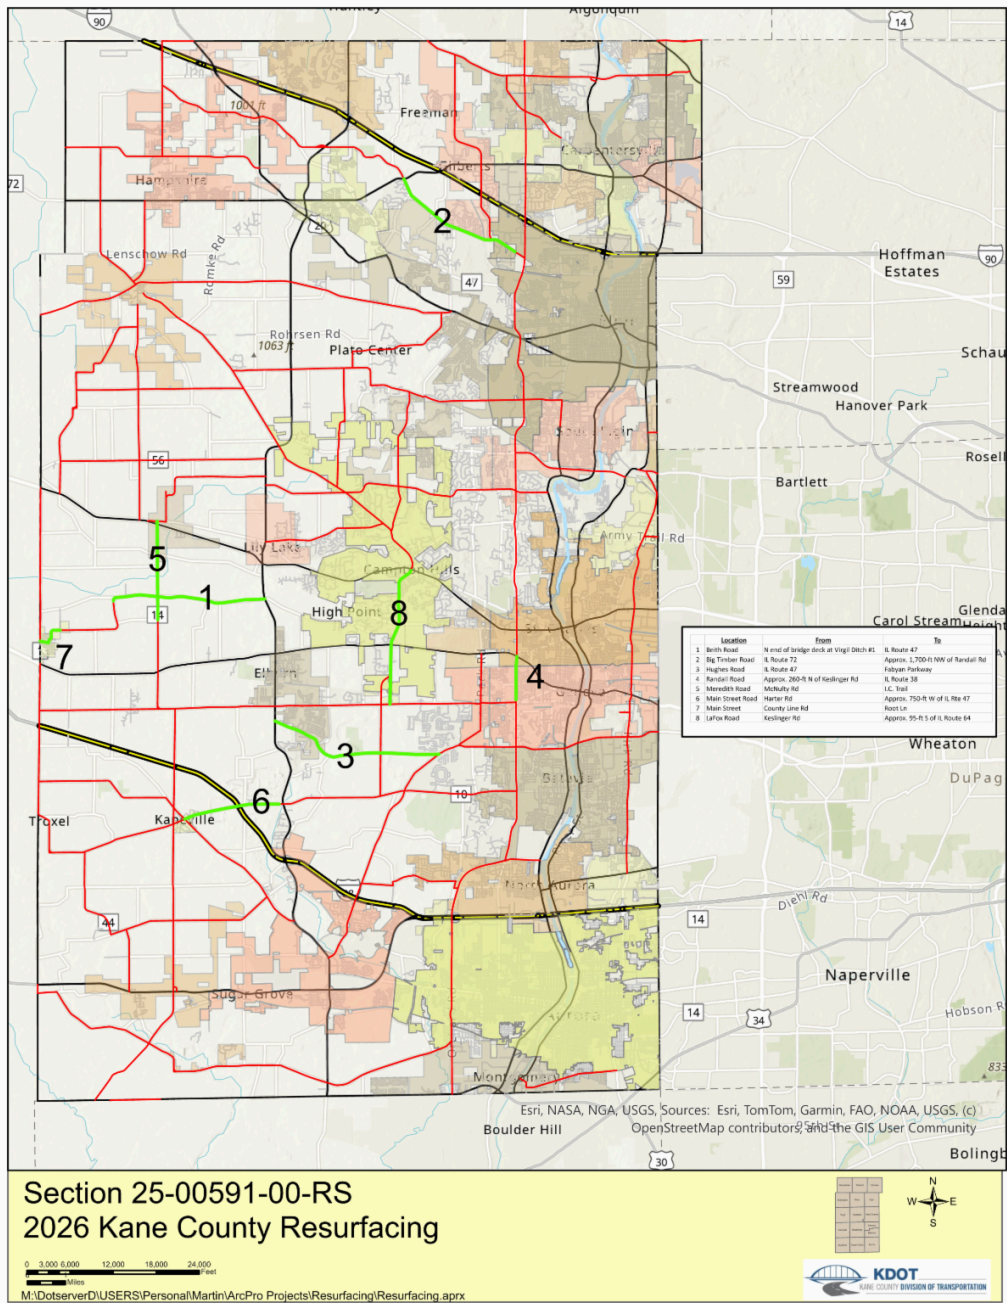 Huntley
Algonquin
90
14
1001 ft
Freeman
Carpentersville
Gilberts
Hampshire
72
2
20
Lenschow Rd
Romke Rd
Hoffman
Estates
90
59
47
Rohrsen Rd
1063 ft
Plato Center
Schau
Streamwood
Hanover Park
South Elgin
56
Rosell
Bartlett
Army Trail Rd
5
Lily Lake
Campton Hills
1
High Point
8
14
Glenda
Carol Stream
Height
7
Elburn
4
Location From To
1 Beith Road N end of bridge deck at Virgil Ditch #1 IL Route 47
2 Big Timber Road IL Route 72 Approx. 1,700-ft NW of Randall Rd
3 Hughes Road IL Route 47 Fabyan Parkway
4 Randall Road Approx. 260-ft N of Keslinger Rd IL Route 38
5 Meredith Road McNulty Rd I.C. Trail
6 Main Street Road Harter Rd Approx. 750-ft W of IL Rte 47
7 Main Street County Line Rd Root Ln
8 LaFox Road Keslinger Rd Approx. 95-ft S of IL Route 64
Wheaton
3
DuPag
Batavia
10
6
Troxel
Kaneville
North Aurora
Diehl Rd
44
14
Naperville
Sugar Grove
Aurora
14
34
Hobson R
833
Montgomery
Esri, NASA, NGA, USGS, Sources: Esri, TomTom, Garmin, FAO, NOAA, USGS, (c)
OpenStreetMap contributors, and the GIS User Community
95th St
Boulder Hill
Bolingb
30
Section 25-00591-00-RS
2026 Kane County Resurfacing
N
W E
S
0 3,000 6,000 12,000 18,000 24,000
Feet
Miles
KDOT
KANE COUNTY DIVISION OF TRANSPORTATION
M:\DotserverD\USERS\Personal\Martin\ArcPro Projects\Resurfacing\Resurfacing.aprx